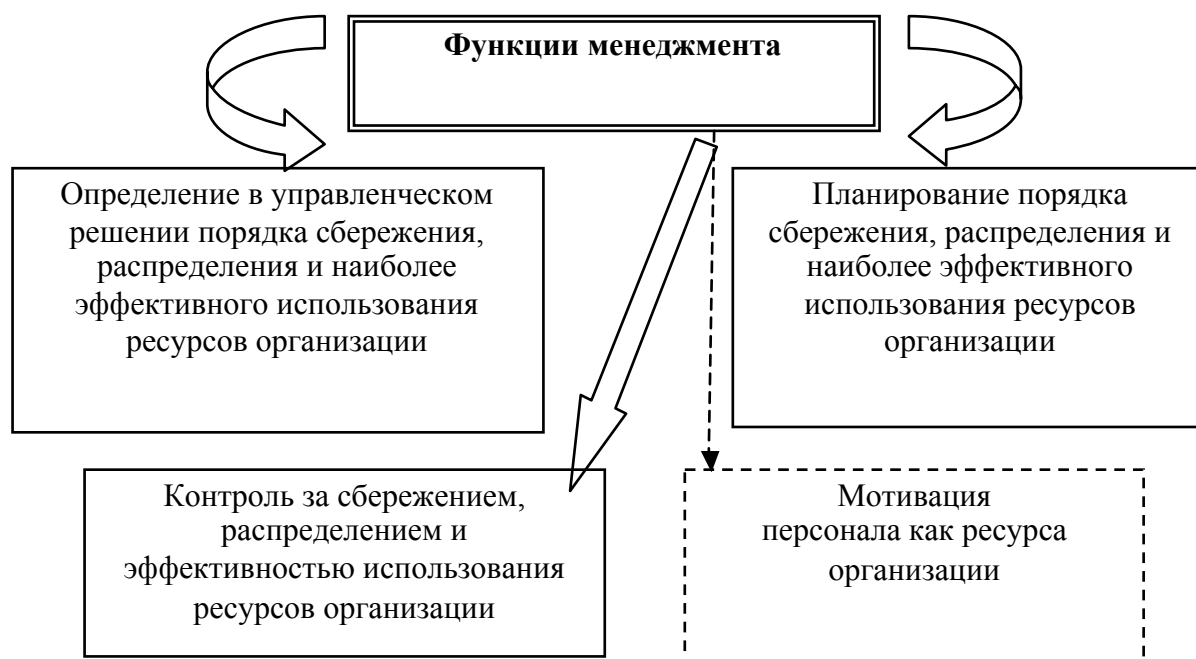 Функции менеджмента
Определение в управленческом
решении порядка сбережения,
распределения и наиболее
эффективного использования
ресурсов организации
Планирование порядка
сбережения, распределения и
наиболее эффективного
использования ресурсов
организации
Контроль за сбережением,
распределением и
эффективностью использования
ресурсов организации
Мотивация
персонала как ресурса
организации